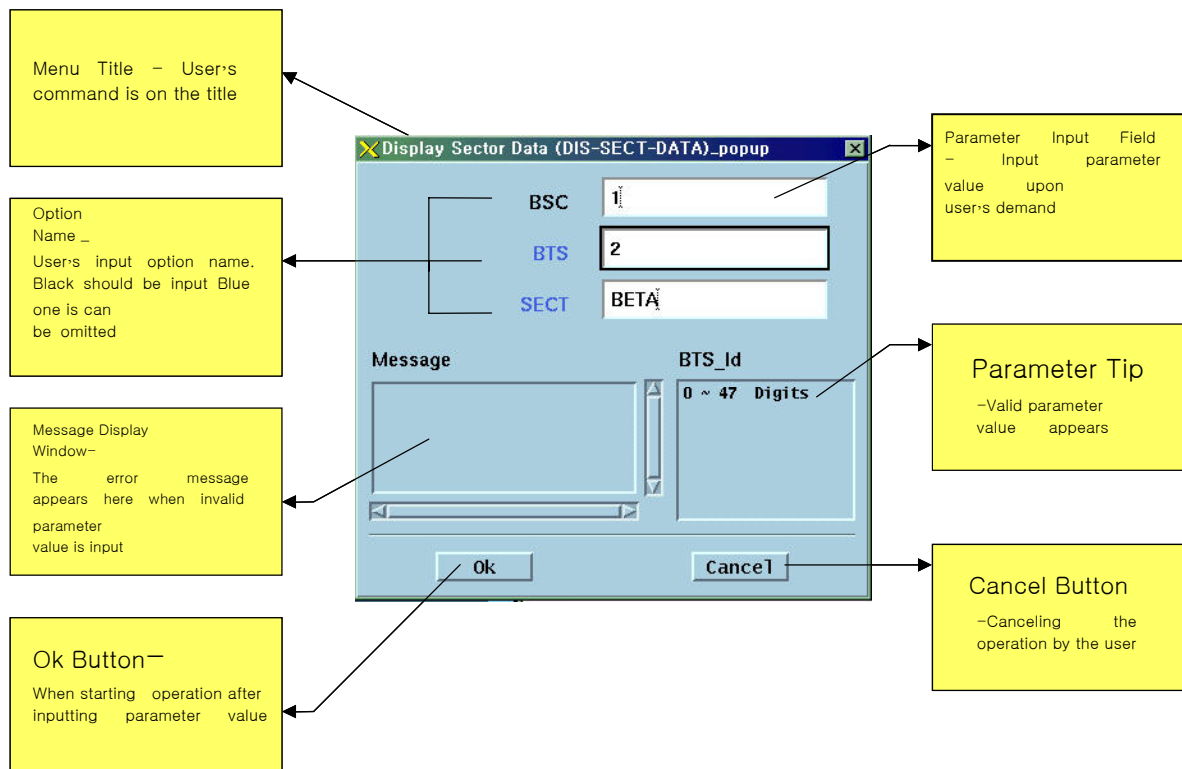 Menu Title - User's
command is on the title
Option
Name _
User's input option name.
Black should be input Blue
one is can
be omitted
Message Display
Window-
The error message
appears here when invalid
parameter
value is input
Ok Button-
When starting operation after
inputting parameter value
Display Sector Data (DIS-SECT-DATA)_popup
BSC 1
BTS 2
SECT BETA
Message
BTS_Id
0 ~ 47 Digits
Ok
Cancel
Parameter Input Field
- Input parameter
value upon
user's demand
Parameter Tip
-Valid parameter
value appears
Cancel Button
-Canceling the
operation by the user